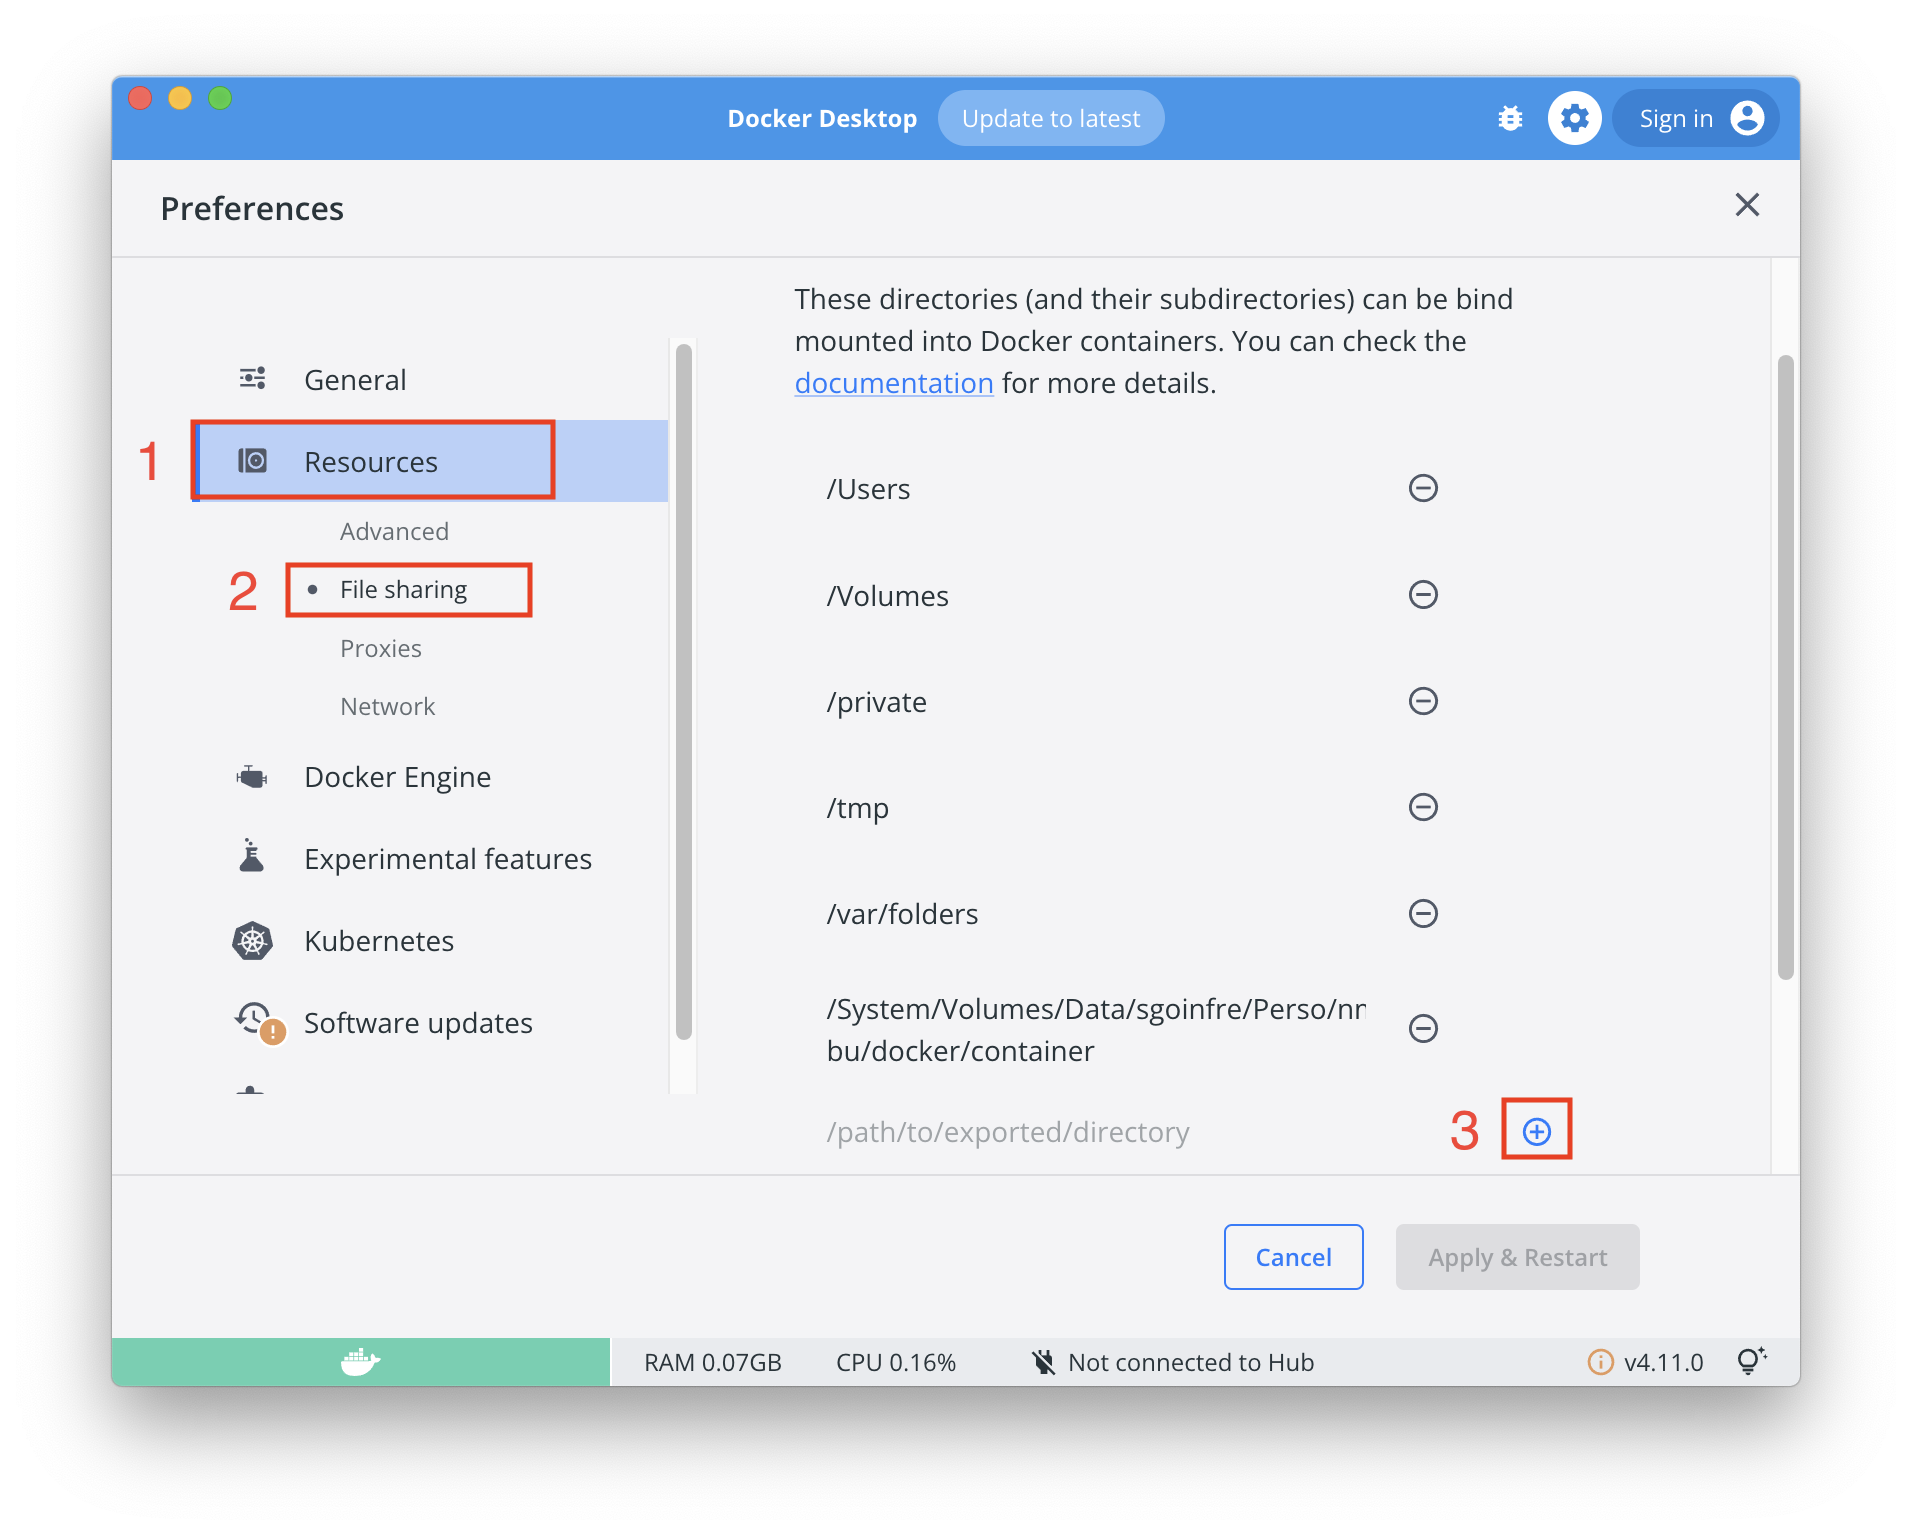 Docker Desktop
Update to latest
Sign in
Preferences
These directories (and their subdirectories) can be bind
mounted into Docker containers. You can check the
documentation for more details.
General
1
Resources
Advanced
2
File sharing
Proxies
Network
Docker Engine
Experimental features
Kubernetes
Software updates
/Users
/Volumes
/private
/tmp
/var/folders
/System/Volumes/Data/sgoinfre/Perso/nn
bu/docker/container
/path/to/exported/directory
3
Cancel
Apply & Restart
RAM 0.07GB
CPU 0.16%
Not connected to Hub
v4.11.0